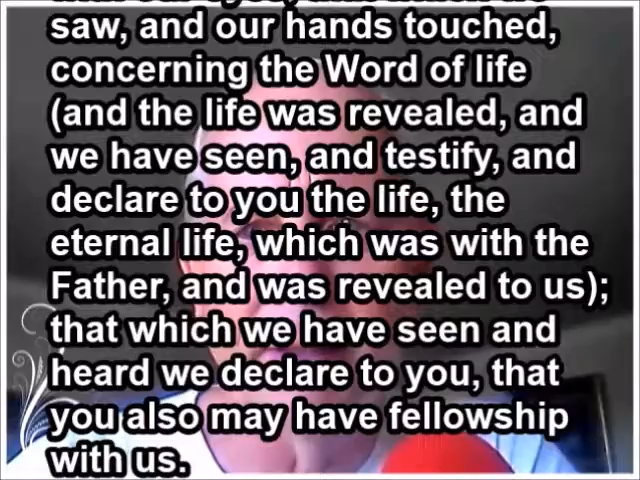 saw, and our hands touched,
concerning the Word of life
(and the life was revealed, and
we have seen, and testify, and
declare to you the life, the
eternal life, which was with the
Father, and was revealed to us);
that which we have seen and
heard we declare to you, that
you also may have fellowship
with us.